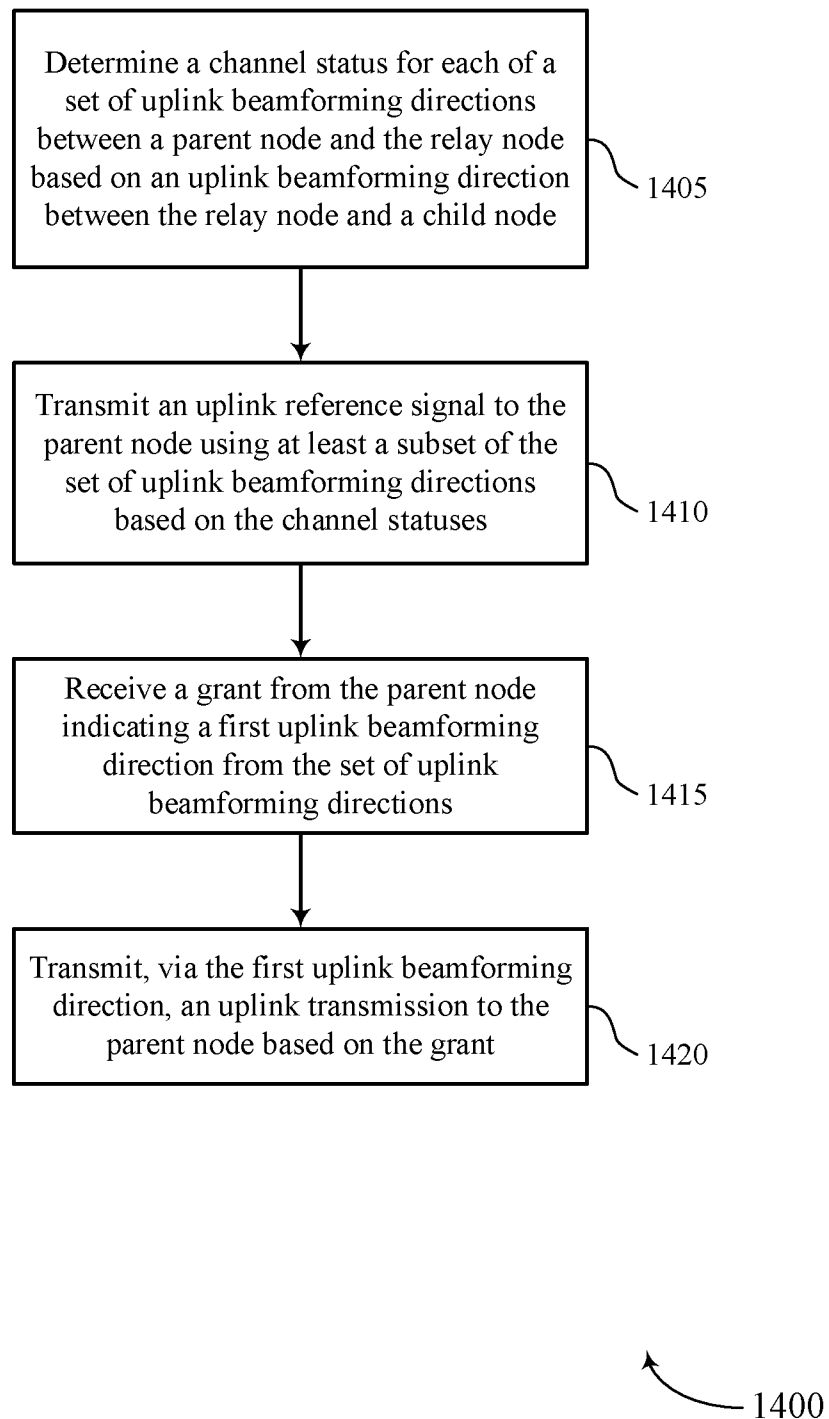 Determine a channel status for each of a
set of uplink beamforming directions
between a parent node and the relay node
based on an uplink beamforming direction
between the relay node and a child node
1405
Transmit an uplink reference signal to the
parent node using at least a subset of the
set of uplink beamforming directions
based on the channel statuses
1410
Receive a grant from the parent node
indicating a first uplink beamforming
direction from the set of uplink
beamforming directions
1415
Transmit, via the first uplink beamforming
direction, an uplink transmission to the
parent node based on the grant
1420
1400